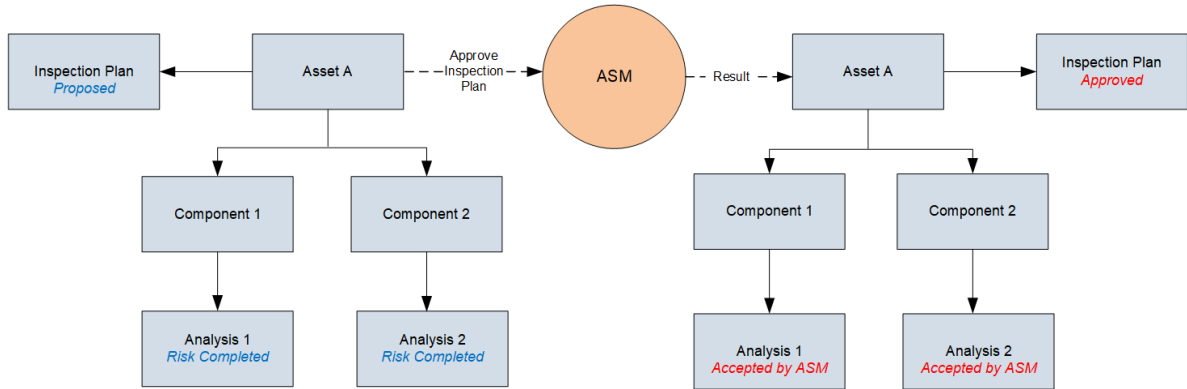 Inspection Plan
Proposed
Asset A
Approve
Inspection
Plan
ASM
Result
Asset A
Inspection Plan
Approved
Component 1
Component 2
Component 1
Component 2
Analysis 1
Risk Completed
Analysis 2
Risk Completed
Analysis 1
Accepted by ASM
Analysis 2
Accepted by ASM